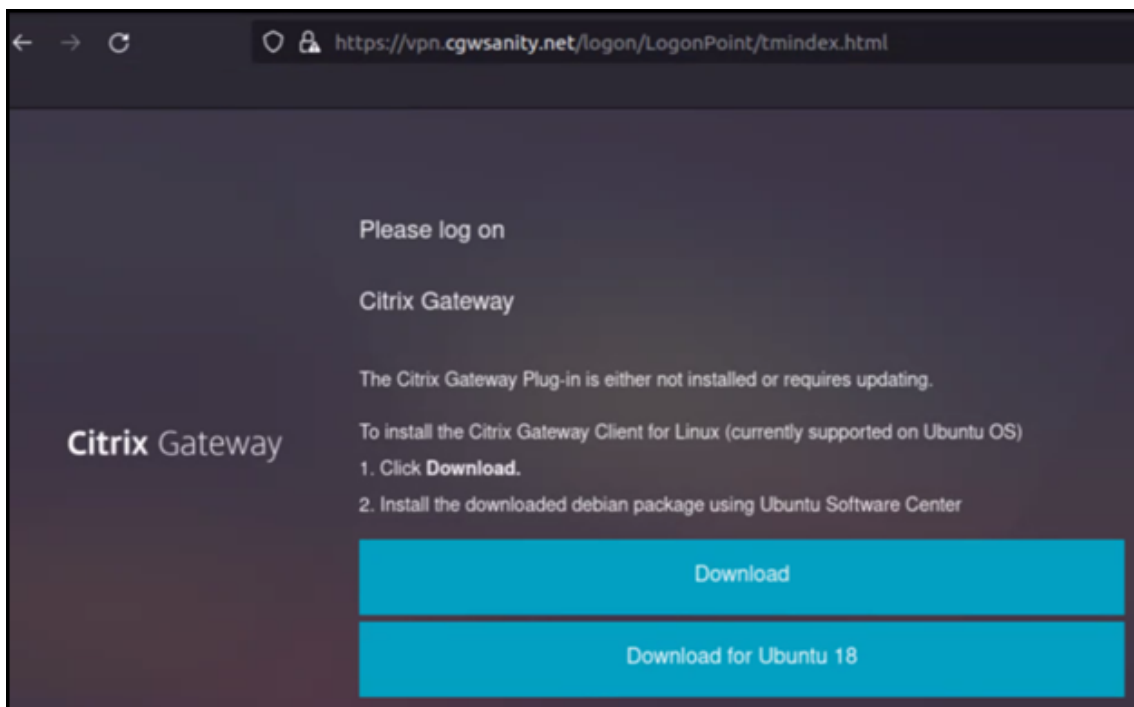 https://vpn.cgwsanity.net/logon/LogonPoint/tmindex.html
Please log on
Citrix Gateway
The Citrix Gateway Plug-in is either not installed or requires updating.
Citrix Gateway
To install the Citrix Gateway Client for Linux (currently supported on Ubuntu OS)
1. Click Download.
2. Install the downloaded debian package using Ubuntu Software Center
Download
Download for Ubuntu 18